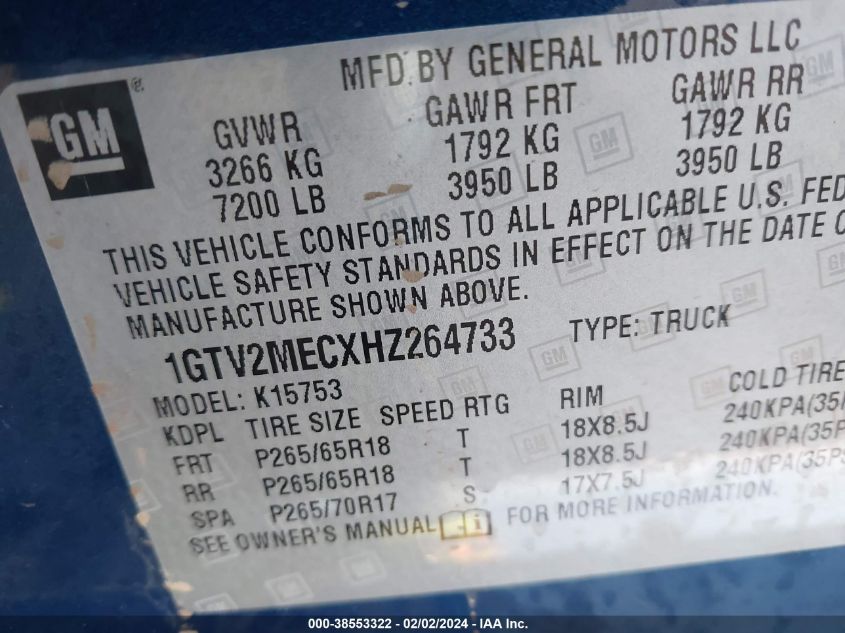 MFD BY GENERAL MOTORS LLC
GM
GVWR GAWR FRT GAWR RR
3266 KG 1792 KG 1792 KG
7200 LB 3950 LB 3950 LB
THIS VEHICLE CONFORMS TO ALL APPLICABLE U.S. FED
VEHICLE SAFETY STANDARDS IN EFFECT ON THE DATE O
MANUFACTURE SHOWN ABOVE.
1GTV2MECXHZ264733 TYPE: TRUCK
MODEL: K15753
KDPL TIRE SIZE SPEED RTG RIM COLD TIRE
FRT P265/65R18 T 18X8.5J 240KPA(35P
RR P265/65R18 T 18X8.5J 240KPA(35P
SPA P265/70R17 S 17X7.5J 240KPA(35PS
SEE OWNER'S MANUAL FOR MORE INFORMATION.
000-38553322 - 02/02/2024 - IAA Inc.